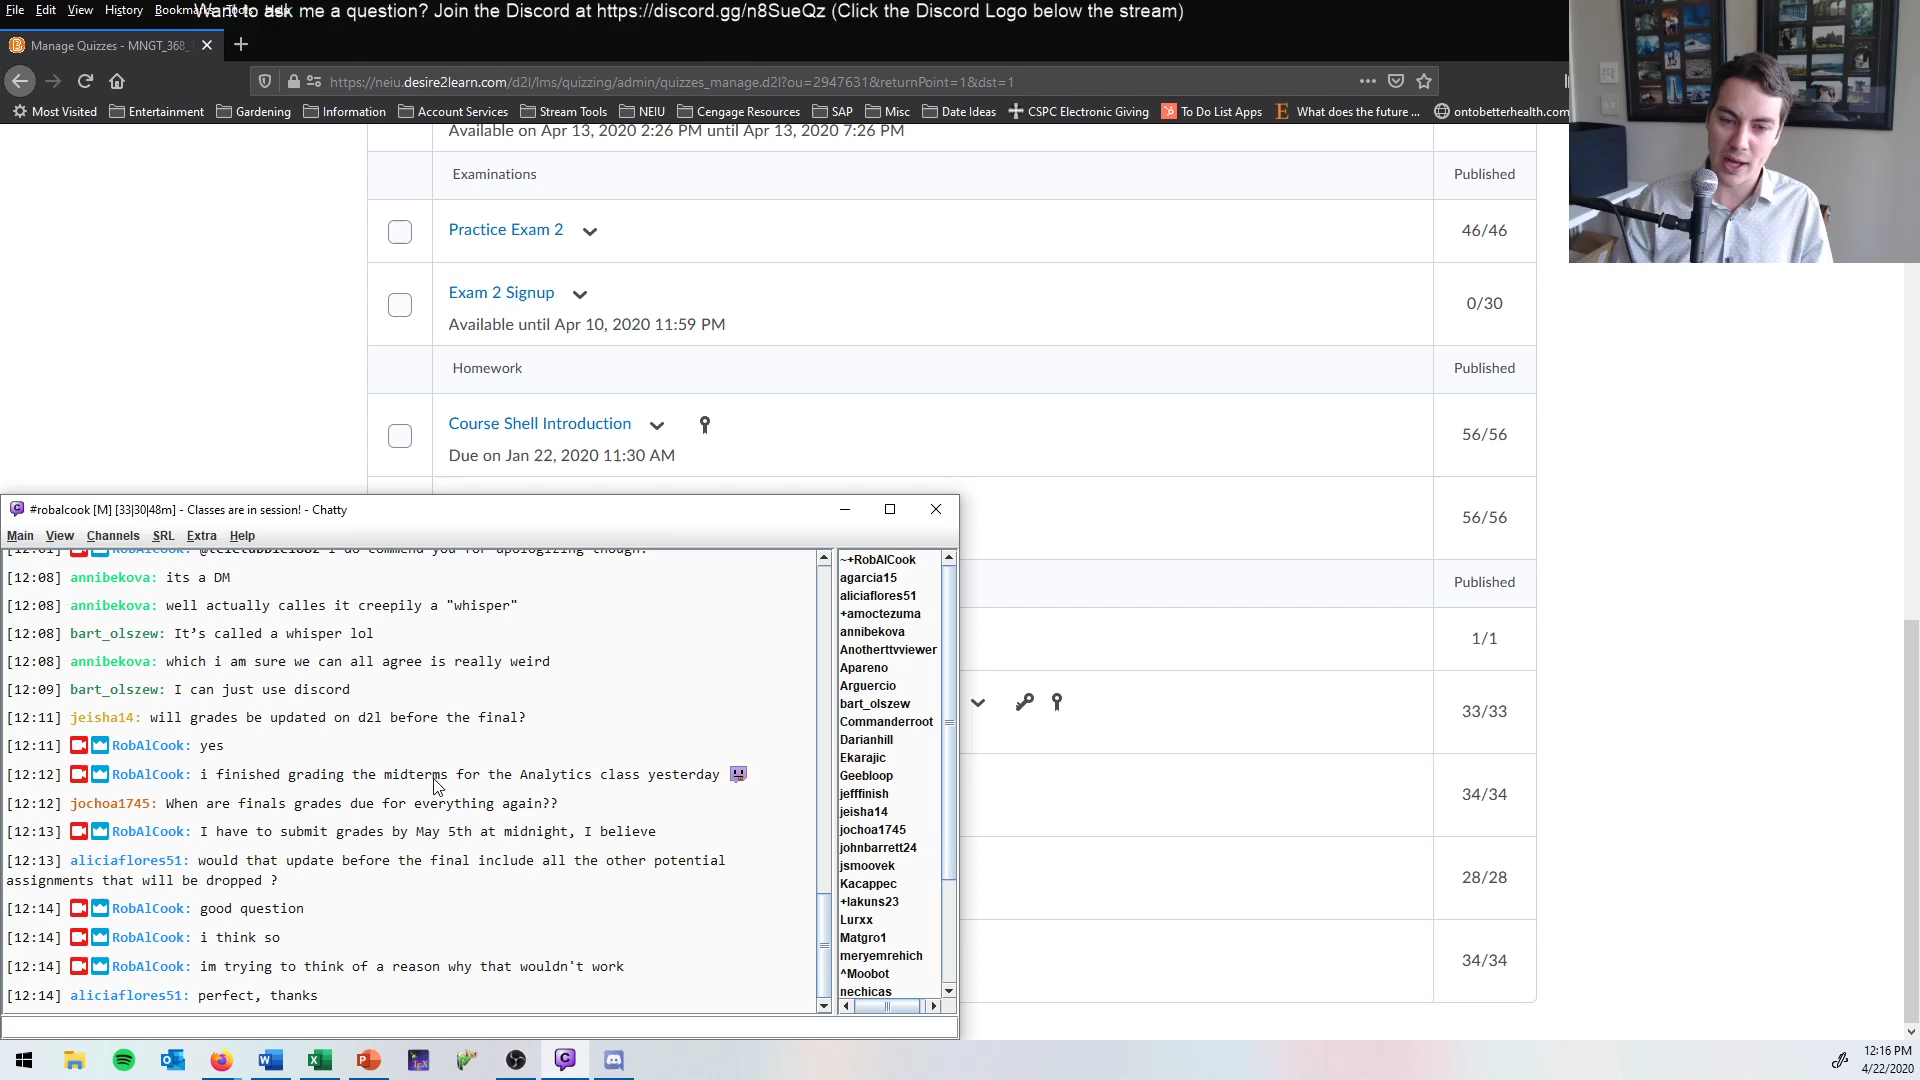 File Edit View History Bookmarks Tools Help
Want to ask me a question? Join the Discord at https://discord.gg/n8SueQz (Click the Discord Logo below the stream)
Manage Quizzes - MNGT_368_
https://neiu.desire2learn.com/d2l/lms/quizzing/admin/quizzes_manage.d2l?ou=2947631&returnPoint=1&dst=1
Most Visited Entertainment Gardening Information Account Services Stream Tools NEIU Cengage Resources SAP Misc Date Ideas CSPC Electronic Giving To Do List Apps What does the future ... ontobetterhealth.com
Available on Apr 13, 2020 2:26 PM until Apr 13, 2020 7:26 PM
Examinations Published
Practice Exam 2 46/46
Exam 2 Signup 0/30
Available until Apr 10, 2020 11:59 PM
Homework Published
Course Shell Introduction 56/56
Due on Jan 22, 2020 11:30 AM
56/56
Published
1/1
33/33
34/34
28/28
34/34
#robalcook [M] [33|30|48m] - Classes are in session! - Chatty
Main View Channels SRL Extra Help
[12:08] annibekova: its a DM
[12:08] annibekova: well actually calles it creepily a "whisper"
[12:08] bart_olszew: It’s called a whisper lol
[12:08] annibekova: which i am sure we can all agree is really weird
[12:09] bart_olszew: I can just use discord
[12:11] jeisha14: will grades be updated on d2l before the final?
[12:11] RobAlCook: yes
[12:12] RobAlCook: i finished grading the midterms for the Analytics class yesterday
[12:12] jochoa1745: When are finals grades due for everything again??
[12:13] RobAlCook: I have to submit grades by May 5th at midnight, I believe
[12:13] aliciaflores51: would that update before the final include all the other potential
assignments that will be dropped ?
[12:14] RobAlCook: good question
[12:14] RobAlCook: i think so
[12:14] RobAlCook: im trying to think of a reason why that wouldn't work
[12:14] aliciaflores51: perfect, thanks
~+RobAlCook
agarcia15
aliciaflores51
+amoctezuma
annibekova
Anotherttvviewer
Apareno
Arguercio
bart_olszew
Commanderroot
Darianhill
Ekarajic
Geebloop
jefffinish
jeisha14
jochoa1745
johnbarrett24
jsmoovek
Kacappec
+lakuns23
Lurxx
Matgro1
meryemrehich
^Moobot
nechicas
12:16 PM
4/22/2020